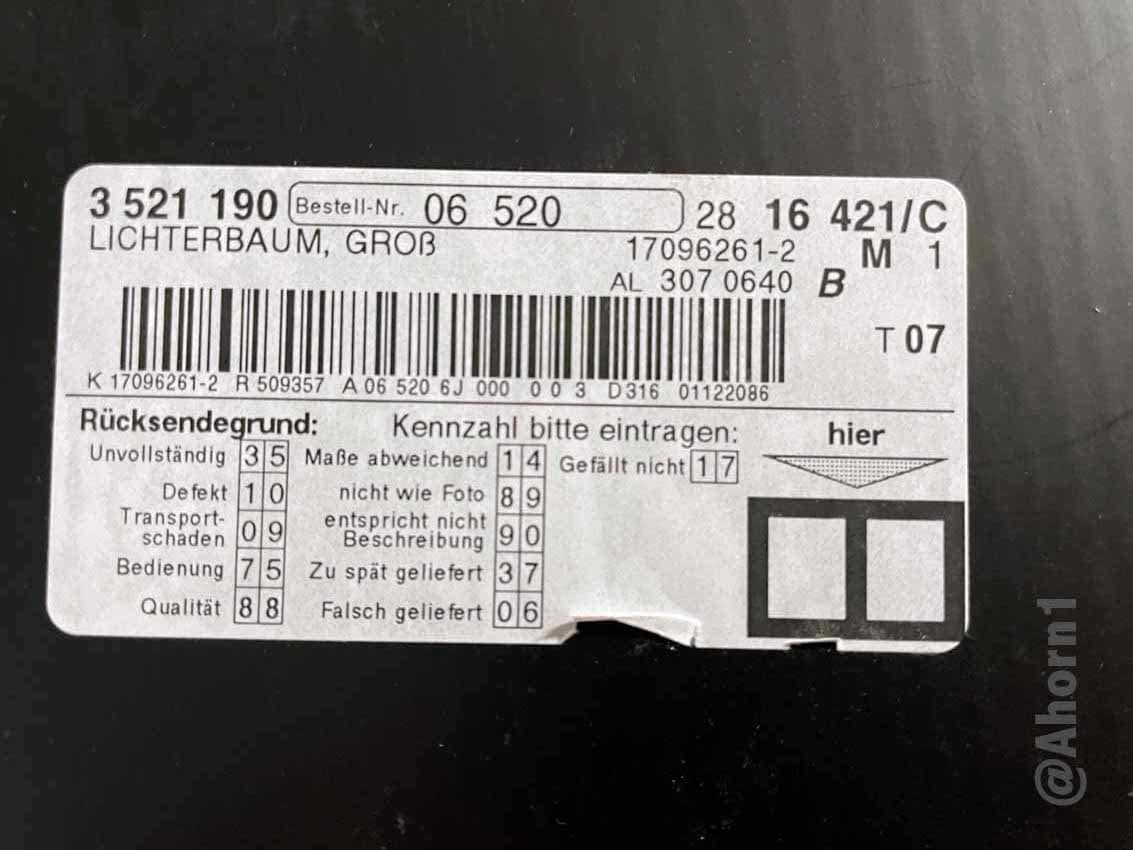 3 521 190 Bestell-Nr. 06 520 28 16 421/C
LICHTERBAUM, GROß 17096261-2 M 1
AL 307 0640 B
T 07
K 17096261-2 R 509357 A 06 520 6J 000 0 0 3 D316 01122086
Rücksendegrund: Kennzahl bitte eintragen: hier
Unvollständig 35 Maße abweichend 14 Gefällt nicht 17
Defekt 10 nicht wie Foto 89
Transport-
schaden 09
entspricht nicht
Beschreibung 90
Bedienung 75 Zu spät geliefert 37
Qualität 88 Falsch geliefert 06
@Ahorn1